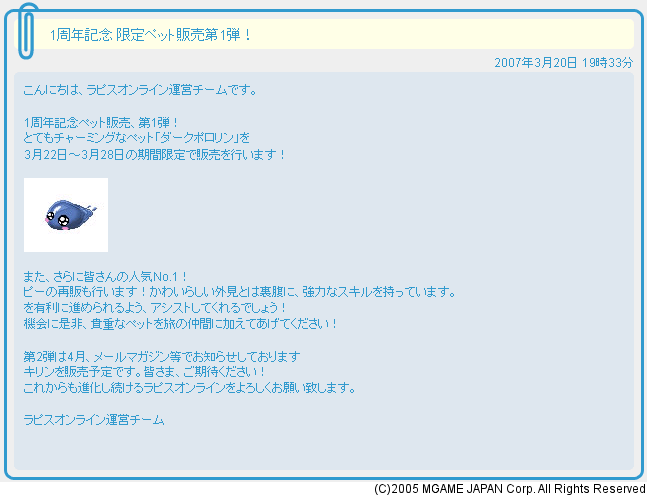 1周年記念 限定ペット販売第1弾！
2007年3月20日 19時33分
こんにちは、ラピスオンライン運営チームです。
1周年記念ペット販売、第1弾！
とてもチャーミングなペット「ダークポロリン」を
3月22日～3月28日の期間限定で販売を行います！
また、さらに皆さんの人気No.1！
ピーの再販も行います！かわいらしい外見とは裏腹に、強力なスキルを持っています。
を有利に進められるよう、アシストしてくれるでしょう！
機会に是非、貴重なペットを旅の仲間に加えてあげてください！
第2弾は4月、メールマガジン等でお知らせしております
キリンを販売予定です。皆さま、ご期待ください！
これからも進化し続けるラピスオンラインをよろしくお願い致します。
ラピスオンライン運営チーム
(C)2005 MGAME JAPAN Corp. All Rights Reserved